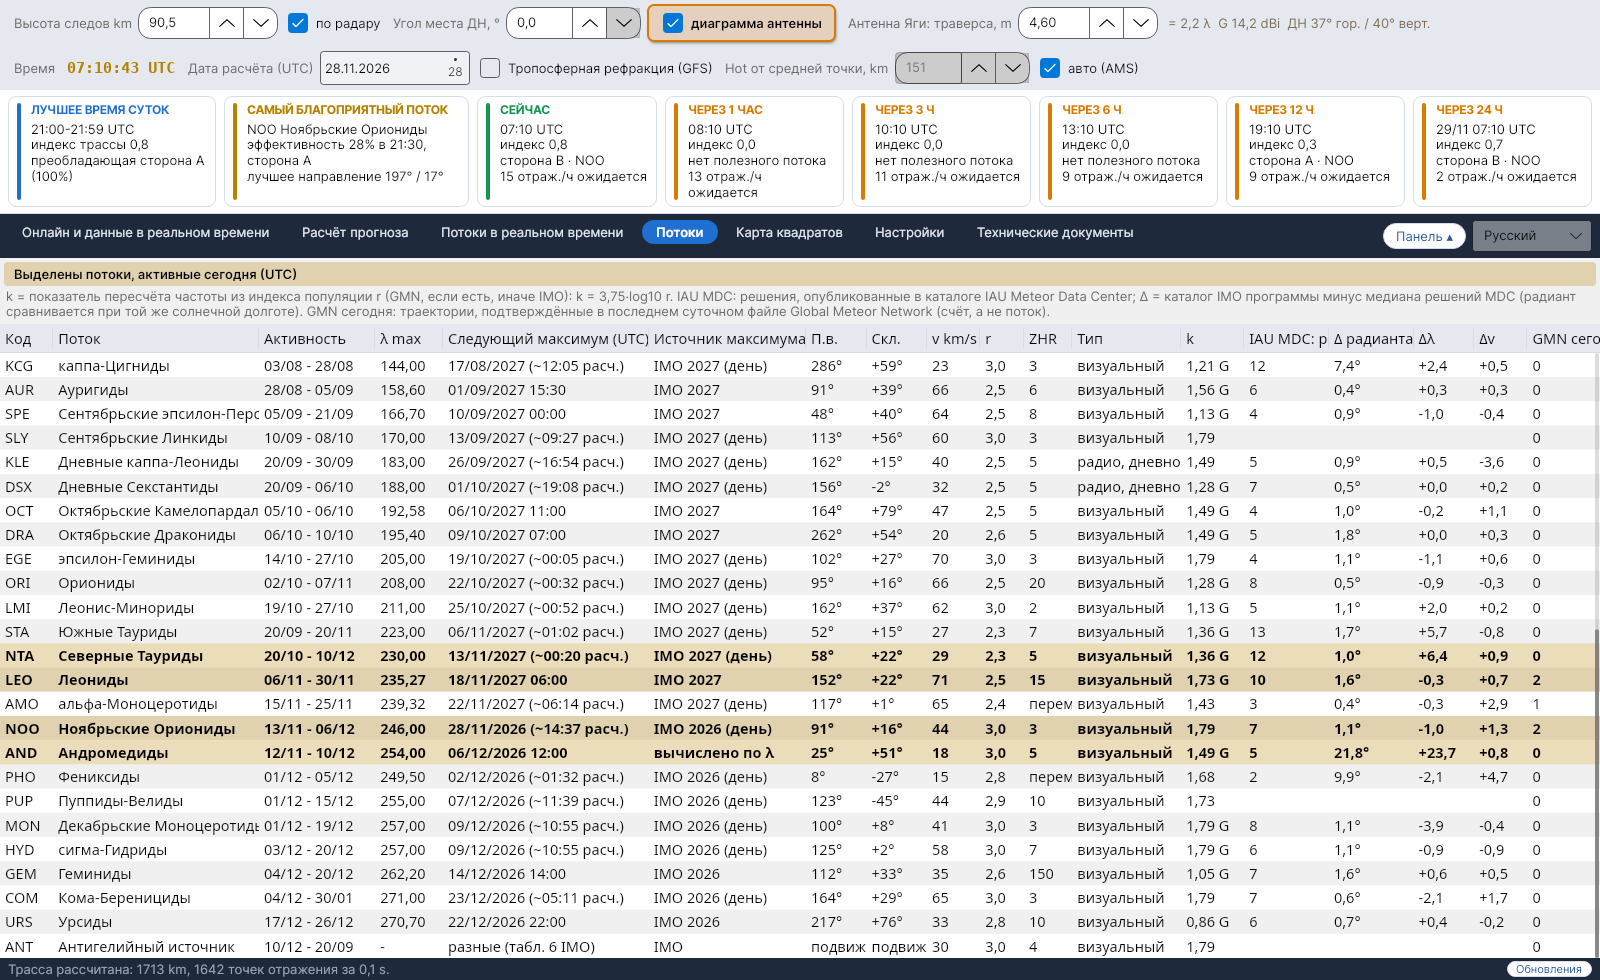 Высота следов km 90,5 по радару Угол места ДН, ° 0,0 диаграмма антенны Антенна Яги: траверса, m 4,60 = 2,2 λ G 14,2 dBi ДН 37° гор. / 40° верт.
Время 07:10:43 UTC Дата расчёта (UTC) 28.11.2026 28 Тропосферная рефракция (GFS) Hot от средней точки, km 151 авто (AMS)
ЛУЧШЕЕ ВРЕМЯ СУТОК
21:00-21:59 UTC
индекс трассы 0,8
преобладающая сторона A
(100%)
САМЫЙ БЛАГОПРИЯТНЫЙ ПОТОК
NOO Ноябрьские Ориониды
эффективность 28% в 21:30,
сторона A
лучшее направление 197° / 17°
СЕЙЧАС
07:10 UTC
индекс 0,8
сторона B · NOO
15 отраж./ч ожидается
ЧЕРЕЗ 1 ЧАС
08:10 UTC
индекс 0,0
нет полезного потока
13 отраж./ч
ожидается
ЧЕРЕЗ 3 Ч
10:10 UTC
индекс 0,0
нет полезного потока
11 отраж./ч ожидается
ЧЕРЕЗ 6 Ч
13:10 UTC
индекс 0,0
нет полезного потока
9 отраж./ч ожидается
ЧЕРЕЗ 12 Ч
19:10 UTC
индекс 0,3
сторона A · NOO
9 отраж./ч ожидается
ЧЕРЕЗ 24 Ч
29/11 07:10 UTC
индекс 0,7
сторона B · NOO
2 отраж./ч ожидается
Онлайн и данные в реальном времени Расчёт прогноза Потоки в реальном времени Потоки Карта квадратов Настройки Технические документы Панель ▴ Русский
Выделены потоки, активные сегодня (UTC)
k = показатель пересчёта частоты из индекса популяции r (GMN, если есть, иначе IMO): k = 3,75·log10 r. IAU MDC: решения, опубликованные в каталоге IAU Meteor Data Center; Δ = каталог IMO программы минус медиана решений MDC (радиант
сравнивается при той же солнечной долготе). GMN сегодня: траектории, подтверждённые в последнем суточном файле Global Meteor Network (счёт, а не поток).
Код Поток Активность λ max Следующий максимум (UTC) Источник максимума П.в. Скл. v km/s r ZHR Тип k IAU MDC: р Δ радианта Δλ Δv GMN сего
KCG каппа-Цигниды 03/08 - 28/08 144,00 17/08/2027 (~12:05 расч.) IMO 2027 (день) 286° +59° 23 3,0 3 визуальный 1,21 G 12 7,4° +2,4 +0,5 0
AUR Ауригиды 28/08 - 05/09 158,60 01/09/2027 15:30 IMO 2027 91° +39° 66 2,5 6 визуальный 1,56 G 6 0,4° +0,3 +0,3 0
SPE Сентябрьские эпсилон-Перс 05/09 - 21/09 166,70 10/09/2027 00:00 IMO 2027 48° +40° 64 2,5 8 визуальный 1,13 G 4 0,9° -1,0 -0,4 0
SLY Сентябрьские Линкиды 10/09 - 08/10 170,00 13/09/2027 (~09:27 расч.) IMO 2027 (день) 113° +56° 60 3,0 3 визуальный 1,79 0
KLE Дневные каппа-Леониды 20/09 - 30/09 183,00 26/09/2027 (~16:54 расч.) IMO 2027 (день) 162° +15° 40 2,5 5 радио, дневно 1,49 5 0,9° +0,5 -3,6 0
DSX Дневные Секстантиды 20/09 - 06/10 188,00 01/10/2027 (~19:08 расч.) IMO 2027 (день) 156° -2° 32 2,5 5 радио, дневно 1,28 G 7 0,5° +0,0 +0,2 0
OCT Октябрьские Камелопардал 05/10 - 06/10 192,58 06/10/2027 11:00 IMO 2027 164° +79° 47 2,5 5 визуальный 1,49 G 4 1,0° -0,2 +1,1 0
DRA Октябрьские Дракониды 06/10 - 10/10 195,40 09/10/2027 07:00 IMO 2027 262° +54° 20 2,6 5 визуальный 1,49 G 5 1,8° +0,0 +0,3 0
EGE эпсилон-Геминиды 14/10 - 27/10 205,00 19/10/2027 (~00:05 расч.) IMO 2027 (день) 102° +27° 70 3,0 3 визуальный 1,79 4 1,1° -1,1 +0,6 0
ORI Ориониды 02/10 - 07/11 208,00 22/10/2027 (~00:32 расч.) IMO 2027 (день) 95° +16° 66 2,5 20 визуальный 1,28 G 8 0,5° -0,9 -0,3 0
LMI Леонис-Минориды 19/10 - 27/10 211,00 25/10/2027 (~00:52 расч.) IMO 2027 (день) 162° +37° 62 3,0 2 визуальный 1,13 G 5 1,1° +2,0 +0,2 0
STA Южные Тауриды 20/09 - 20/11 223,00 06/11/2027 (~01:02 расч.) IMO 2027 (день) 52° +15° 27 2,3 7 визуальный 1,36 G 13 1,7° +5,7 -0,8 0
NTA Северные Тауриды 20/10 - 10/12 230,00 13/11/2027 (~00:20 расч.) IMO 2027 (день) 58° +22° 29 2,3 5 визуальный 1,36 G 12 1,0° +6,4 +0,9 0
LEO Леониды 06/11 - 30/11 235,27 18/11/2027 06:00 IMO 2027 152° +22° 71 2,5 15 визуальный 1,73 G 10 1,6° -0,3 +0,7 2
AMO альфа-Моноцеротиды 15/11 - 25/11 239,32 22/11/2027 (~06:14 расч.) IMO 2027 (день) 117° +1° 65 2,4 перем визуальный 1,43 3 0,4° -0,3 +2,9 1
NOO Ноябрьские Ориониды 13/11 - 06/12 246,00 28/11/2026 (~14:37 расч.) IMO 2026 (день) 91° +16° 44 3,0 3 визуальный 1,79 7 1,1° -1,0 +1,3 2
AND Андромедиды 12/11 - 10/12 254,00 06/12/2026 12:00 вычислено по λ 25° +51° 18 3,0 5 визуальный 1,49 G 5 21,8° +23,7 +0,8 0
PHO Фениксиды 01/12 - 05/12 249,50 02/12/2026 (~01:32 расч.) IMO 2026 (день) 8° -27° 15 2,8 перем визуальный 1,68 2 9,9° -2,1 +4,7 0
PUP Пуппиды-Велиды 01/12 - 15/12 255,00 07/12/2026 (~11:39 расч.) IMO 2026 (день) 123° -45° 44 2,9 10 визуальный 1,73 0
MON Декабрьские Моноцеротидь 01/12 - 19/12 257,00 09/12/2026 (~10:55 расч.) IMO 2026 (день) 100° +8° 41 3,0 3 визуальный 1,79 G 8 1,1° -3,9 -0,4 0
HYD сигма-Гидриды 03/12 - 20/12 257,00 09/12/2026 (~10:55 расч.) IMO 2026 (день) 125° +2° 58 3,0 7 визуальный 1,79 G 6 1,1° -0,9 -0,9 0
GEM Геминиды 04/12 - 20/12 262,20 14/12/2026 14:00 IMO 2026 112° +33° 35 2,6 150 визуальный 1,05 G 7 1,6° +0,6 +0,5 0
COM Кома-Беренициды 04/12 - 30/01 271,00 23/12/2026 (~05:11 расч.) IMO 2026 (день) 164° +29° 65 3,0 3 визуальный 1,79 7 0,6° -2,1 +1,7 0
URS Урсиды 17/12 - 26/12 270,70 22/12/2026 22:00 IMO 2026 217° +76° 33 2,8 10 визуальный 0,86 G 6 0,7° +0,4 -0,2 0
ANT Антигелийный источник 10/12 - 20/09 - разные (табл. 6 IMO) IMO подвиж подвиж 30 3,0 4 визуальный 1,79 0
Трасса рассчитана: 1713 km, 1642 точек отражения за 0,1 s. Обновления